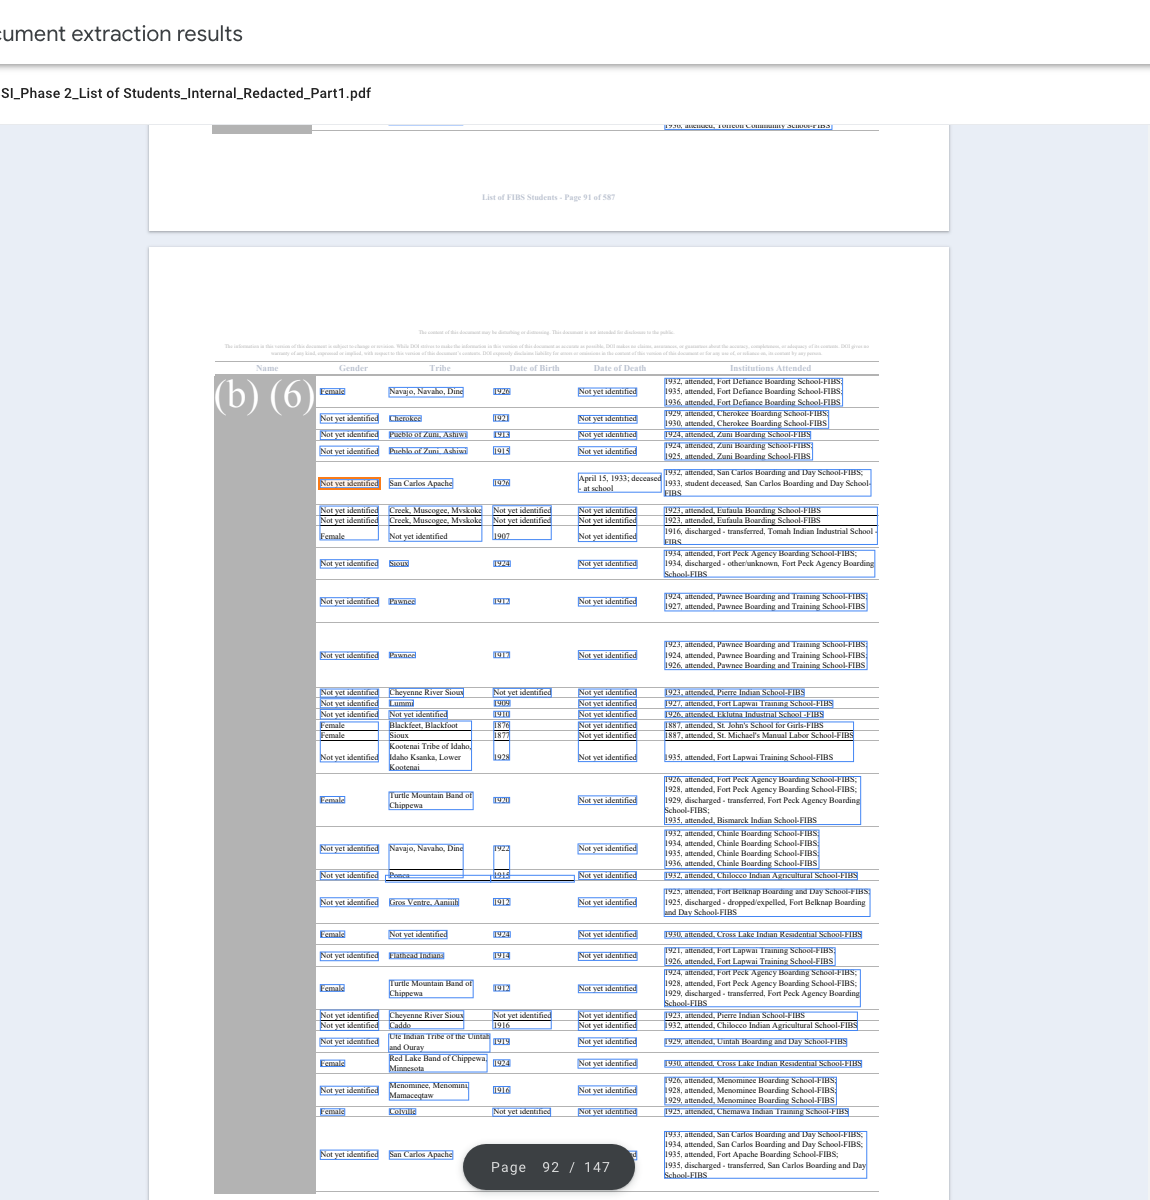 cument extraction results
SI_Phase 2_List of Students_Internal_Redacted_Part1.pdf
1936, attended, Torreon Community School-FIBS
List of FIBS Students - Page 91 of 587
The content of this document may be disturbing or distressing. This document is not intended for disclosure to the public.
The information in this version of this document is subject to change or revision. While DOI strives to make the information in this version of this document as accurate as possible, DOI makes no claims, assurances, or guarantees about the accuracy, completeness, or adequacy of its contents. DOI gives no
warranty of any kind, expressed or implied, with respect to this version of this document's contents. DOI expressly disclaims liability for errors or omissions in the content of this version of this document or for any use of, or reliance on, its content by any person.
Name Gender Tribe Date of Birth Date of Death Institutions Attended
(b) (6)
Female Navajo, Navaho, Dine 1926 Not yet identified 1932, attended, Fort Defiance Boarding School-FIBS;
1935, attended, Fort Defiance Boarding School-FIBS;
1936, attended, Fort Defiance Boarding School-FIBS
Not yet identified Cherokee 1921 Not yet identified 1929, attended, Cherokee Boarding School-FIBS;
1930, attended, Cherokee Boarding School-FIBS
Not yet identified Pueblo of Zuni, Ashiwi 1913 Not yet identified 1924, attended, Zuni Boarding School-FIBS
Not yet identified Pueblo of Zuni, Ashiwi 1915 Not yet identified 1924, attended, Zuni Boarding School-FIBS;
1925, attended, Zuni Boarding School-FIBS
Not yet identified San Carlos Apache 1926 April 15, 1933; deceased
- at school 1932, attended, San Carlos Boarding and Day School-FIBS;
1933, student deceased, San Carlos Boarding and Day School-
FIBS
Not yet identified Creek, Muscogee, Mvskoke Not yet identified Not yet identified 1923, attended, Eufaula Boarding School-FIBS
Not yet identified Creek, Muscogee, Mvskoke Not yet identified Not yet identified 1923, attended, Eufaula Boarding School-FIBS
Female Not yet identified 1907 Not yet identified 1916, discharged - transferred, Tomah Indian Industrial School -
FIBS
Not yet identified Sioux 1924 Not yet identified 1934, attended, Fort Peck Agency Boarding School-FIBS;
1934, discharged - other/unknown, Fort Peck Agency Boarding
School-FIBS
Not yet identified Pawnee 1912 Not yet identified 1924, attended, Pawnee Boarding and Training School-FIBS;
1927, attended, Pawnee Boarding and Training School-FIBS
Not yet identified Pawnee 1917 Not yet identified 1923, attended, Pawnee Boarding and Training School-FIBS;
1924, attended, Pawnee Boarding and Training School-FIBS;
1926, attended, Pawnee Boarding and Training School-FIBS
Not yet identified Cheyenne River Sioux Not yet identified Not yet identified 1923, attended, Pierre Indian School-FIBS
Not yet identified Lummi 1909 Not yet identified 1927, attended, Fort Lapwai Training School-FIBS
Not yet identified Not yet identified 1910 Not yet identified 1926, attended, Eklutna Industrial School -FIBS
Female Blackfeet, Blackfoot 1876 Not yet identified 1887, attended, St. John's School for Girls-FIBS
Female Sioux 1877 Not yet identified 1887, attended, St. Michael's Manual Labor School-FIBS
Not yet identified Kootenai Tribe of Idaho,
Idaho Ksanka, Lower
Kootenai 1928 Not yet identified 1935, attended, Fort Lapwai Training School-FIBS
Female Turtle Mountain Band of
Chippewa 1920 Not yet identified 1926, attended, Fort Peck Agency Boarding School-FIBS;
1928, attended, Fort Peck Agency Boarding School-FIBS;
1929, discharged - transferred, Fort Peck Agency Boarding
School-FIBS;
1935, attended, Bismarck Indian School-FIBS
Not yet identified Navajo, Navaho, Dine 1922 Not yet identified 1932, attended, Chinle Boarding School-FIBS;
1934, attended, Chinle Boarding School-FIBS;
1935, attended, Chinle Boarding School-FIBS;
1936, attended, Chinle Boarding School-FIBS
Not yet identified Ponca 1915 Not yet identified 1932, attended, Chilocco Indian Agricultural School-FIBS
Not yet identified Gros Ventre, Aaniiih 1912 Not yet identified 1925, attended, Fort Belknap Boarding and Day School-FIBS;
1925, discharged - dropped/expelled, Fort Belknap Boarding
and Day School-FIBS
Female Not yet identified 1924 Not yet identified 1930, attended, Cross Lake Indian Residential School-FIBS
Not yet identified Flathead Indians 1914 Not yet identified 1921, attended, Fort Lapwai Training School-FIBS;
1926, attended, Fort Lapwai Training School-FIBS
Female Turtle Mountain Band of
Chippewa 1912 Not yet identified 1924, attended, Fort Peck Agency Boarding School-FIBS;
1928, attended, Fort Peck Agency Boarding School-FIBS;
1929, discharged - transferred, Fort Peck Agency Boarding
School-FIBS
Not yet identified Cheyenne River Sioux Not yet identified Not yet identified 1923, attended, Pierre Indian School-FIBS
Not yet identified Caddo 1916 Not yet identified 1932, attended, Chilocco Indian Agricultural School-FIBS
Not yet identified Ute Indian Tribe of the Uintah
and Ouray 1919 Not yet identified 1929, attended, Uintah Boarding and Day School-FIBS
Female Red Lake Band of Chippewa,
Minnesota 1924 Not yet identified 1930, attended, Cross Lake Indian Residential School-FIBS
Not yet identified Menominee, Menomini,
Mamaceqtaw 1916 Not yet identified 1926, attended, Menominee Boarding School-FIBS;
1928, attended, Menominee Boarding School-FIBS;
1929, attended, Menominee Boarding School-FIBS
Female Colville Not yet identified Not yet identified 1925, attended, Chemawa Indian Training School-FIBS
Not yet identified San Carlos Apache 1933, attended, San Carlos Boarding and Day School-FIBS;
1934, attended, San Carlos Boarding and Day School-FIBS;
1935, attended, Fort Apache Boarding School-FIBS;
1935, discharged - transferred, San Carlos Boarding and Day
School-FIBS
Page 92 / 147